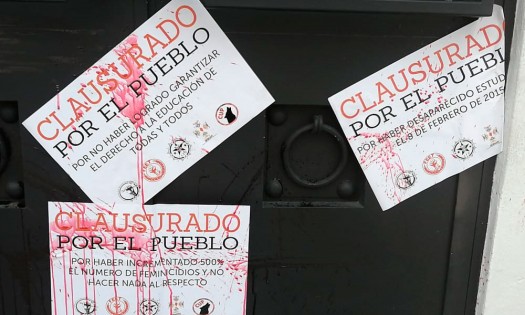 CLAUSURADO
POR EL PUEBLO
POR NO HABER LOGRADO GARANTIZAR
EL DERECHO A LA EDUCACIÓN DE
TODAS Y TODOS
CLAUSURADO
POR EL PUEBL
POR HABER DESAPARECIDO ESTUD
EL 8 DE FEBRERO DE 2015
CLAUSURADO
POR EL PUEBLO
POR HABER INCREMENTADO 500%
EL NÚMERO DE FEMINICIDIOS Y NO
HACER NADA AL RESPECTO